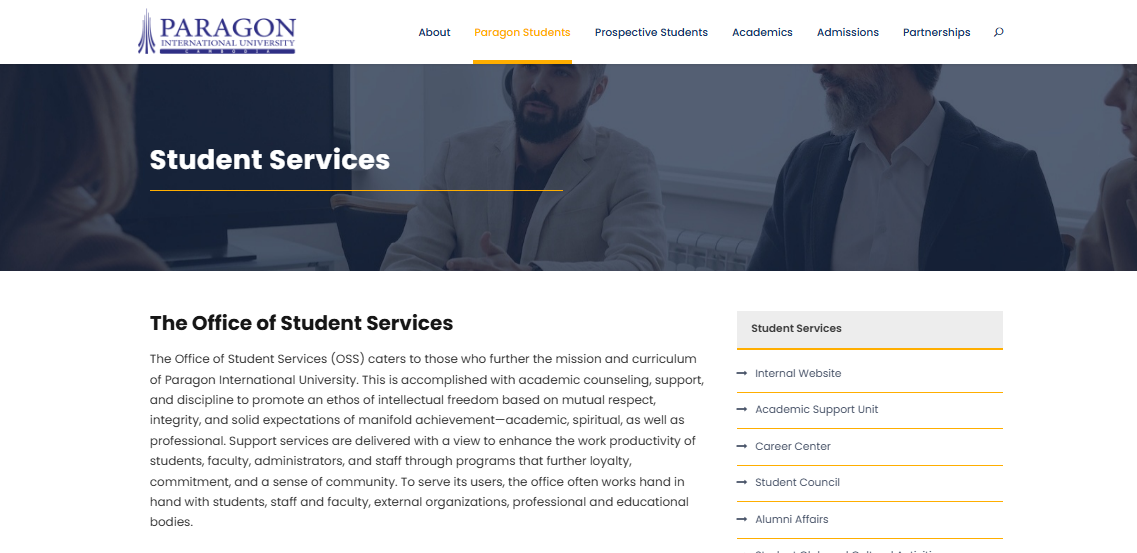 PARAGON
INTERNATIONAL UNIVERSITY
CAMBODIA
About
Paragon Students
Prospective Students
Academics
Admissions
Partnerships
Student Services
The Office of Student Services
The Office of Student Services (OSS) caters to those who further the mission and curriculum
of Paragon International University. This is accomplished with academic counseling, support,
and discipline to promote an ethos of intellectual freedom based on mutual respect,
integrity, and solid expectations of manifold achievement—academic, spiritual, as well as
professional. Support services are delivered with a view to enhance the work productivity of
students, faculty, administrators, and staff through programs that further loyalty,
commitment, and a sense of community. To serve its users, the office often works hand in
hand with students, staff and faculty, external organizations, professional and educational
bodies.
Student Services
Internal Website
Academic Support Unit
Career Center
Student Council
Alumni Affairs